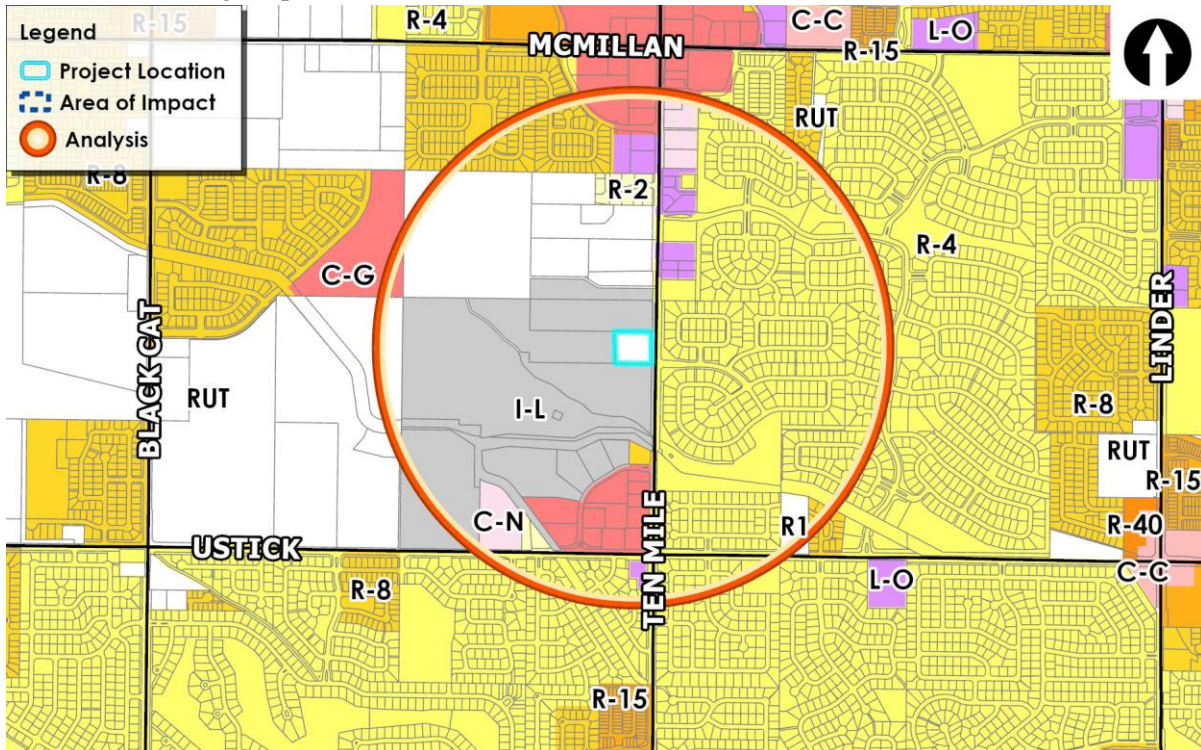 Legend
Project Location
Area of Impact
Analysis
R-15
R-4
C-C
L-O
MCMILLAN
R-15
RUT
R-8
R-2
R-4
C-G
BLACK CAT
LINDER
RUT
I-L
R-8
RUT
R-15
C-N
TEN MILE
R1
R-40
USTICK
C-C
R-8
L-O
R-15